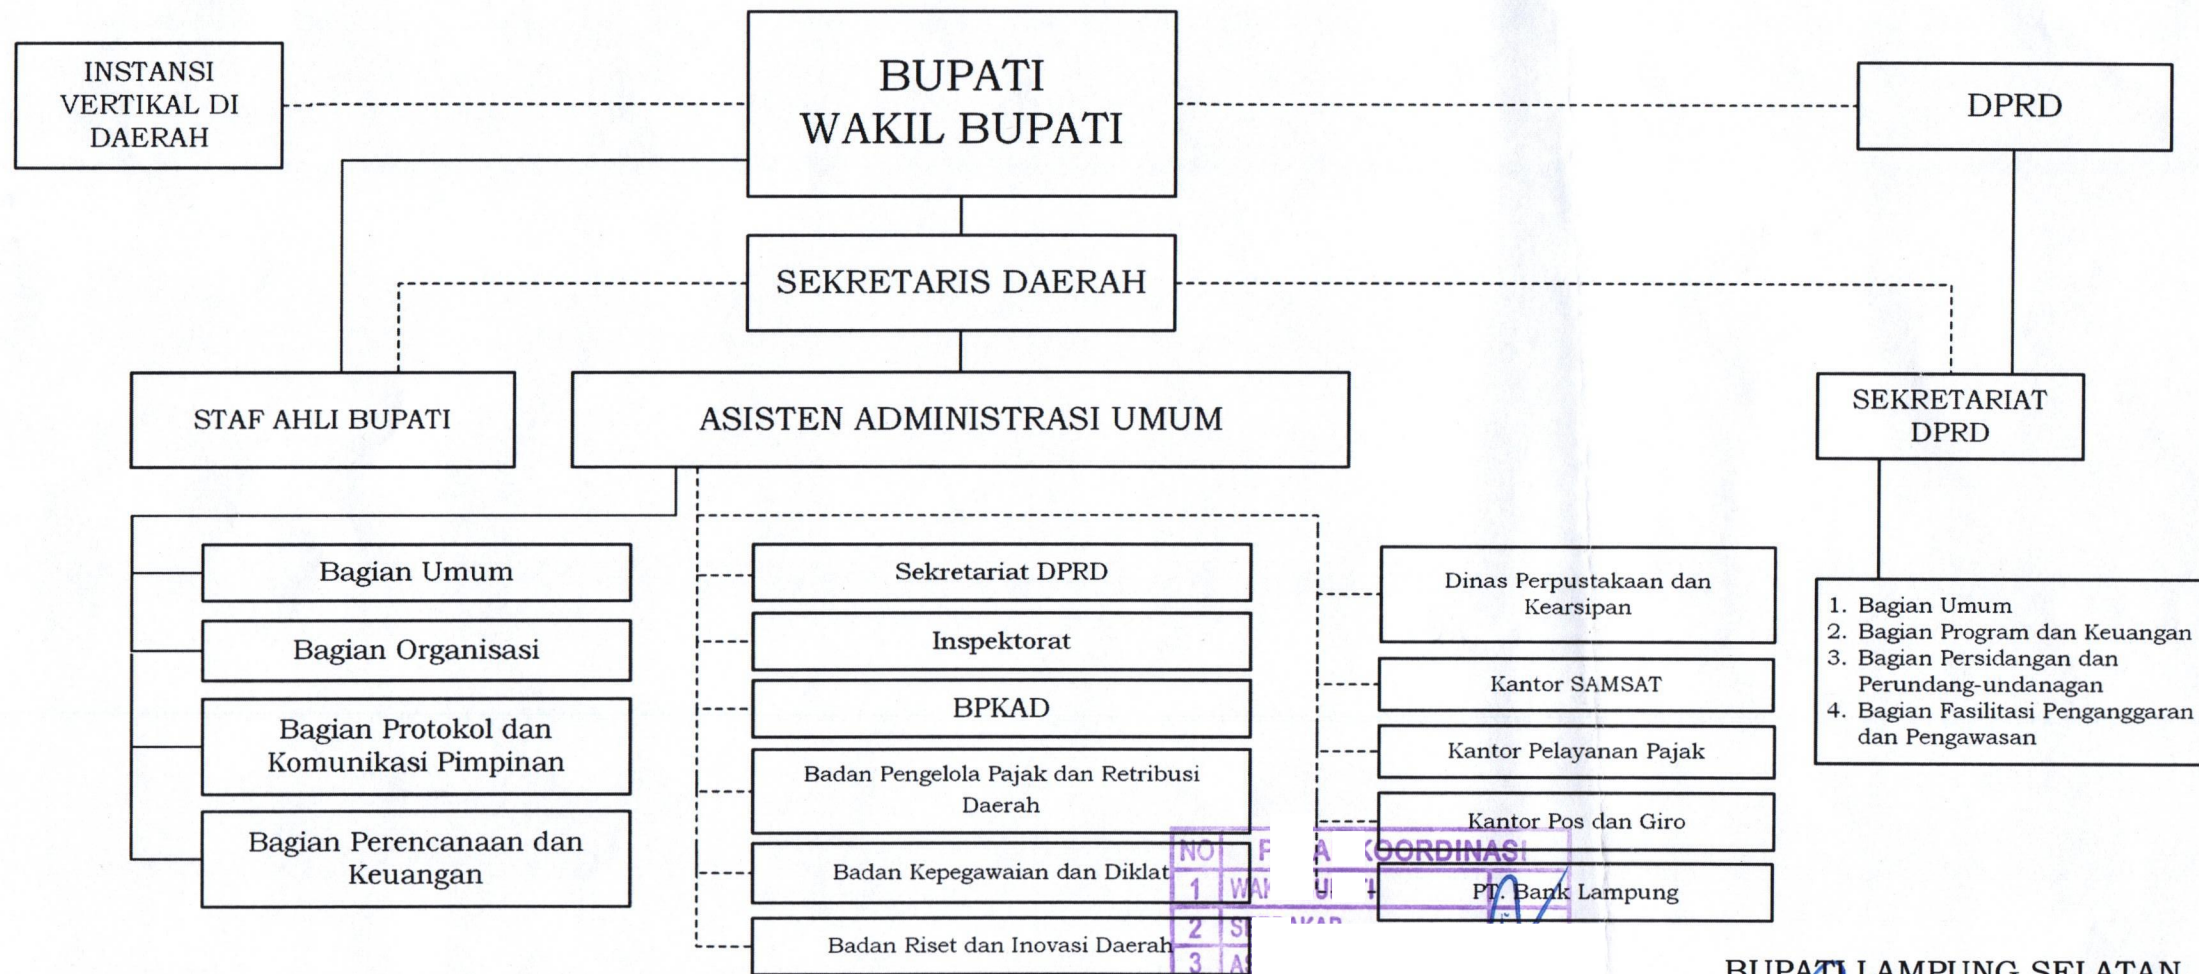 INSTANSI
VERTIKAL DI
DAERAH
BUPATI
WAKIL BUPATI
DPRD
SEKRETARIS DAERAH
STAF AHLI BUPATI
ASISTEN ADMINISTRASI UMUM
SEKRETARIAT
DPRD
Bagian Umum
Bagian Organisasi
Bagian Protokol dan
Komunikasi Pimpinan
Bagian Perencanaan dan
Keuangan
Sekretariat DPRD
Inspektorat
BPKAD
Badan Pengelola Pajak dan Retribusi
Daerah
Badan Kepegawaian dan Diklat
Badan Riset dan Inovasi Daerah
Dinas Perpustakaan dan
Kearsipan
Kantor SAMSAT
Kantor Pelayanan Pajak
Kantor Pos dan Giro
PT. Bank Lampung
1. Bagian Umum
2. Bagian Program dan Keuangan
3. Bagian Persidangan dan
Perundang-undanagan
4. Bagian Fasilitasi Penganggaran
dan Pengawasan
NO KOORDINASI
1
2
3
BUPATI LAMPUNG SELATAN